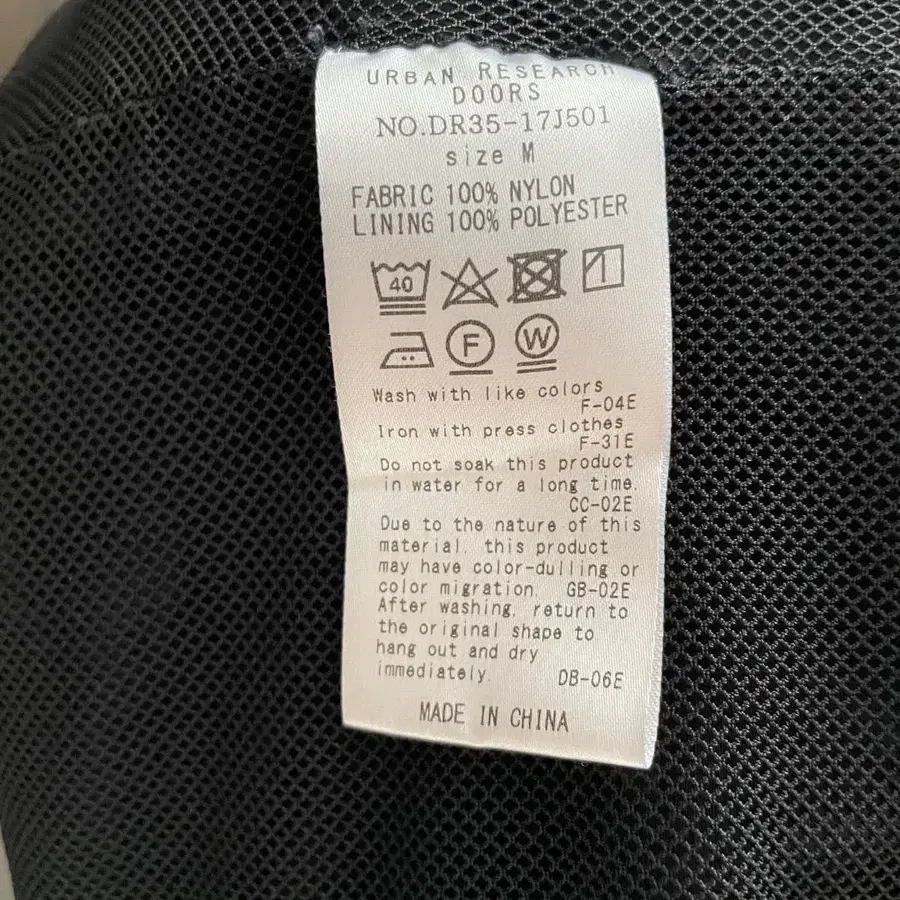 URBAN RESEARCH
DOORS
NO.DR35-17J501
size M
FABRIC 100% NYLON
LINING 100% POLYESTER
40
F W
Wash with like colors
F-04E
Iron with press clothes
F-31E
Do not soak this product
in water for a long time.
CC-02E
Due to the nature of this
material, this product
may have color-dulling or
color migration. GB-02E
After washing, return to
the original shape to
hang out and dry
immediately. DB-06E
MADE IN CHINA